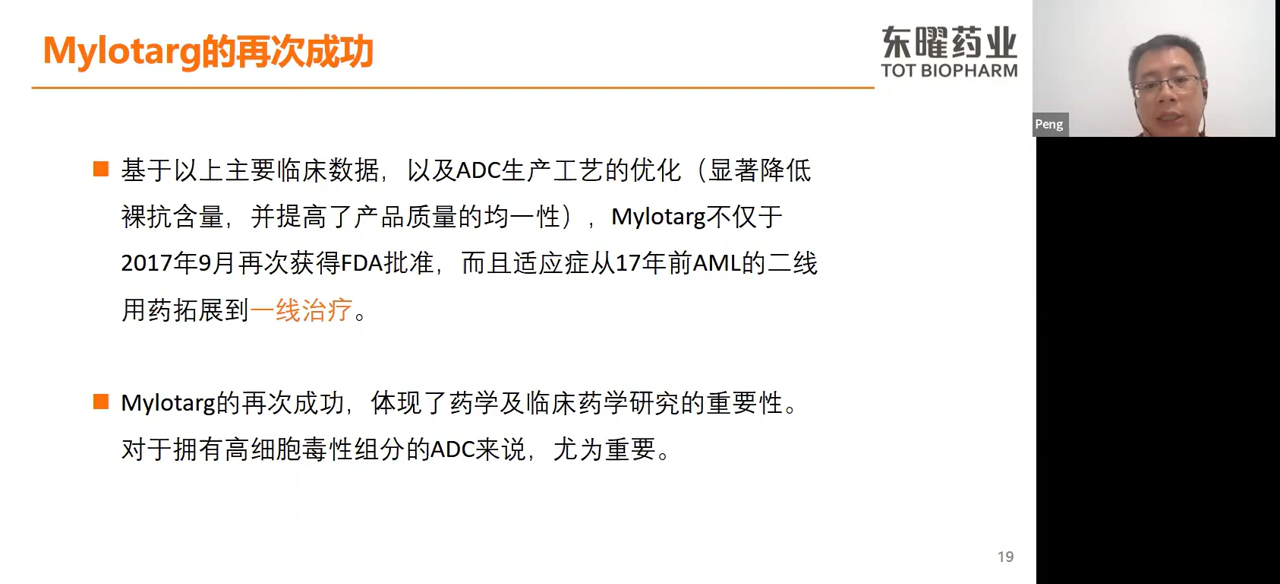 Mylotarg的再次成功
东曜药业
TOT BIOPHARM
Peng
■ 基于以上主要临床数据，以及ADC生产工艺的优化（显著降低
裸抗含量，并提高了产品质量的均一性），Mylotarg不仅于
2017年9月再次获得FDA批准，而且适应症从17年前AML的二线
用药拓展到一线治疗。
■ Mylotarg的再次成功，体现了药学及临床药学研究的重要性。
对于拥有高细胞毒性组分的ADC来说，尤为重要。
19